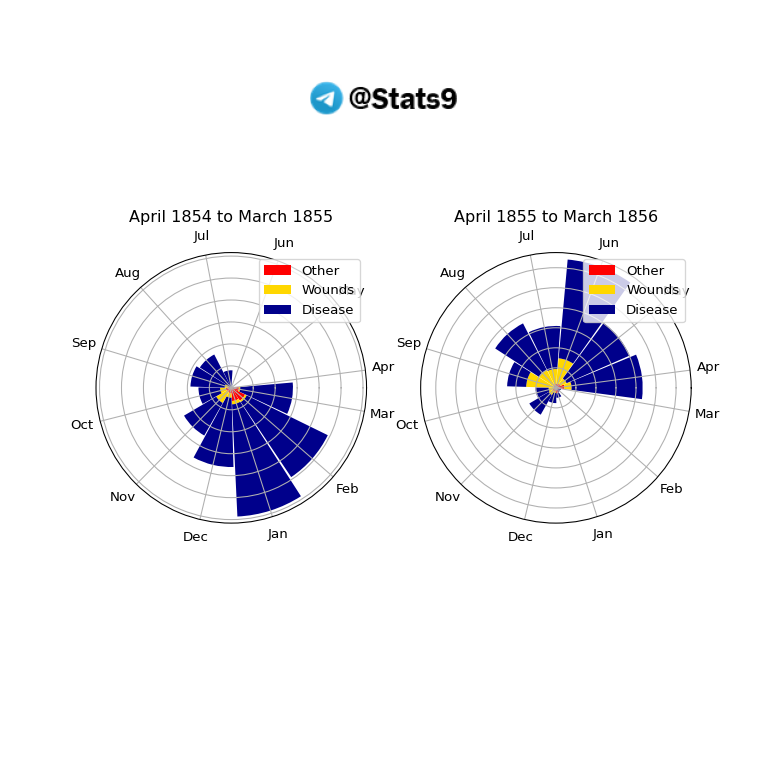 @Stats9
April 1854 to March 1855
Jul
Jun
Aug
Other
Wounds
Disease
Sep
Apr
Mar
Oct
Nov
Feb
Dec
Jan
April 1855 to March 1856
Jul
Jun
Aug
Other
Wounds
Disease
Sep
Apr
Mar
Oct
Nov
Feb
Dec
Jan